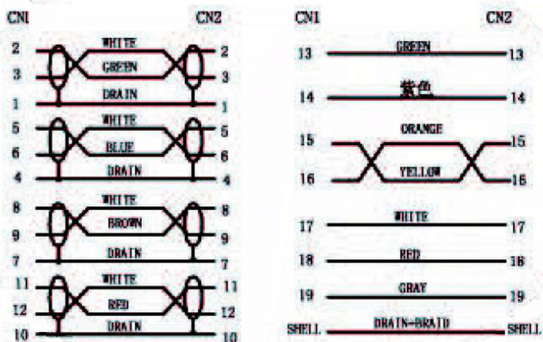 CN1 CN2
2 WHITE 2
3 GREEN 3
1 DRAIN 1
5 WHITE 5
6 BLUE 6
4 DRAIN 4
8 WHITE 8
9 BROWN 9
7 DRAIN 7
11 WHITE 11
12 RED 12
10 DRAIN 10
CN1 CN2
13 GREEN 13
14 紫色 14
15 ORANGE 15
16 YELLOW 16
17 WHITE 17
18 RED 18
19 GRAY 19
SHELL DRAIN+BRAID SHELL